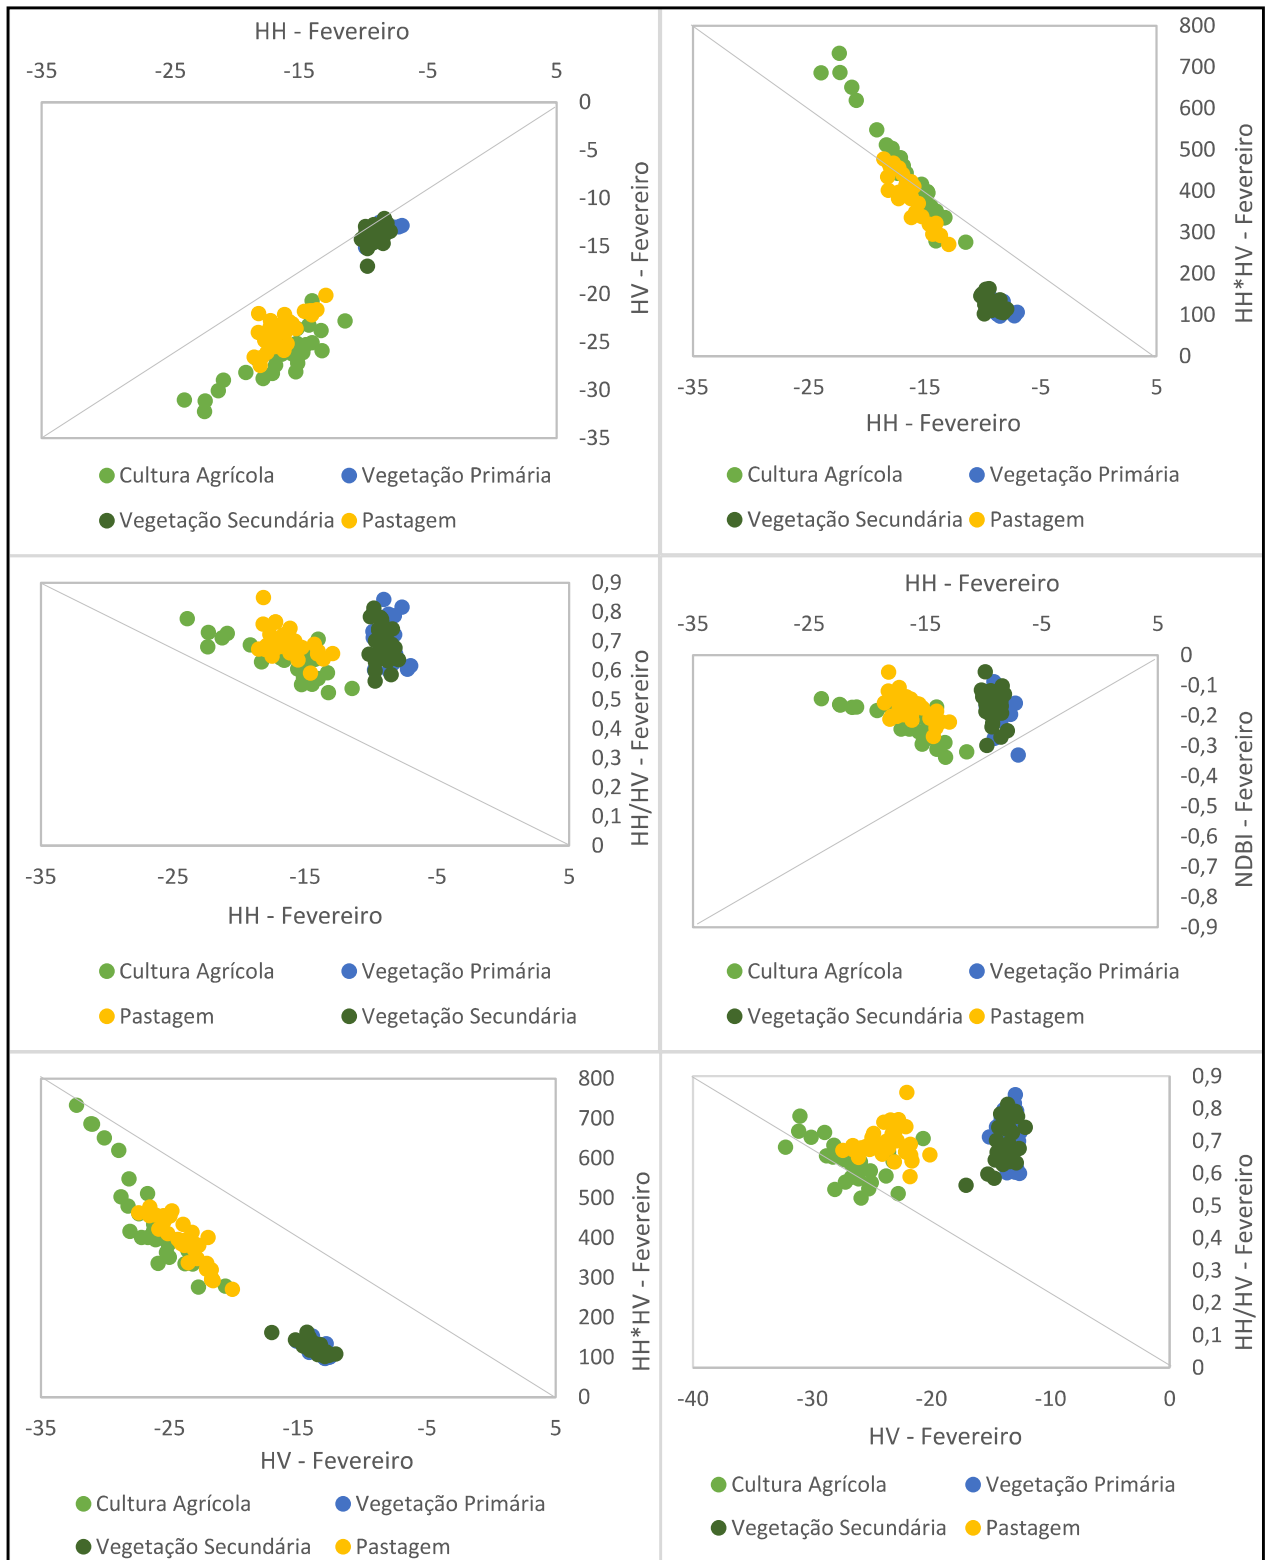 HH - Fevereiro
-35 -25 -15 -5 5
0
-5
-10
-15
-20
-25
-30
-35
HV - Fevereiro
Cultura Agrícola Vegetação Primária
Vegetação Secundária Pastagem
800
700
600
500
400
300
200
100
0
HH*HV - Fevereiro
-35 -25 -15 -5 5
HH - Fevereiro
Cultura Agrícola Vegetação Primária
Vegetação Secundária Pastagem
0,9
0,8
0,7
0,6
0,5
0,4
0,3
0,2
0,1
0
HH/HV - Fevereiro
-35 -25 -15 -5 5
HH - Fevereiro
Cultura Agrícola Vegetação Primária
Pastagem Vegetação Secundária
HH - Fevereiro
-35 -25 -15 -5 5
0
-0,1
-0,2
-0,3
-0,4
-0,5
-0,6
-0,7
-0,8
-0,9
NDBI - Fevereiro
Cultura Agrícola Vegetação Primária
Vegetação Secundária Pastagem
800
700
600
500
400
300
200
100
0
HH*HV - Fevereiro
-35 -25 -15 -5 5
HV - Fevereiro
Cultura Agrícola Vegetação Primária
Vegetação Secundária Pastagem
0,9
0,8
0,7
0,6
0,5
0,4
0,3
0,2
0,1
0
HH/HV - Fevereiro
-40 -30 -20 -10 0
HV - Fevereiro
Cultura Agrícola Vegetação Primária
Vegetação Secundária Pastagem